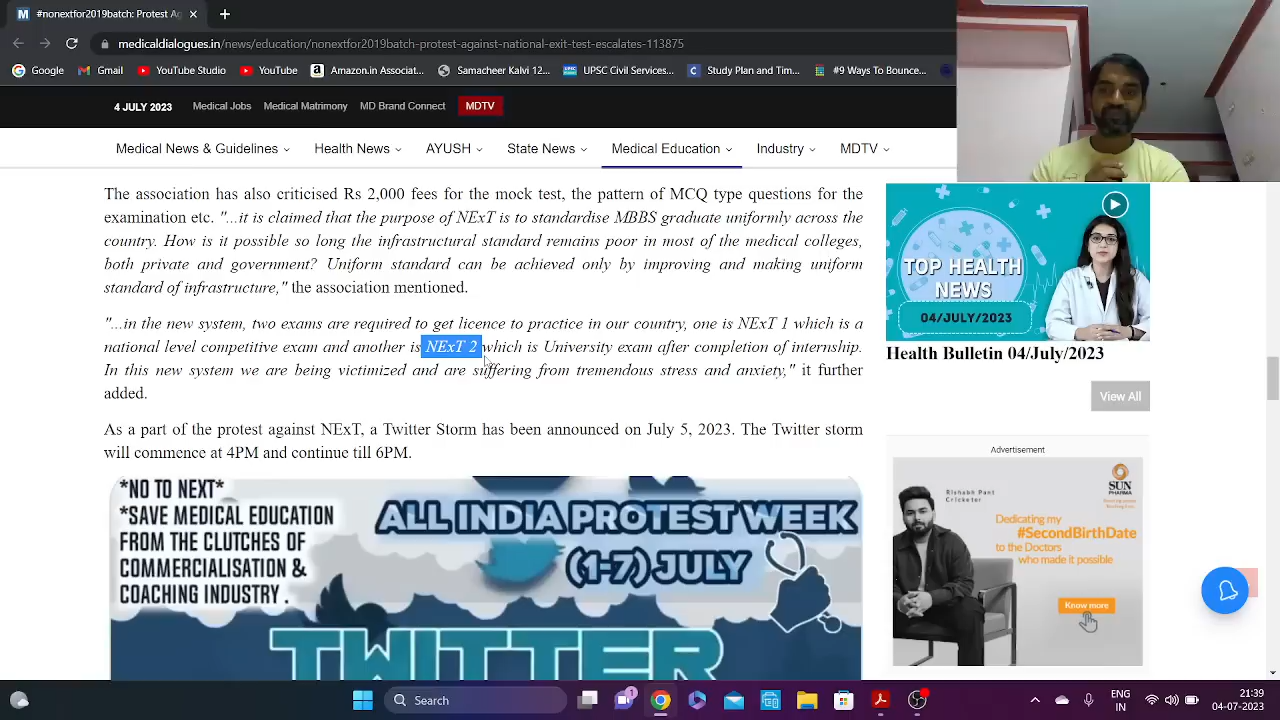 #nonextfor2019batch: Protest Ag
medicaldialogues.in/news/education/nonextfor2019batch-protest-against-national-exit-test-escalates-113875
Google
Gmail
YouTube Studio
YouTube
Amazon.com - Onlin...
Samacheer Kalvi 12t...
UPSC Civil Services...
Study Plan and Tim...
#9 Ways To Bounce...
4 JULY 2023
Medical Jobs
Medical Matrimony
MD Brand Connect
MDTV
Medical News & Guidelines
Health News
AYUSH
State News
Medical Education
Industry
MDTV
The association has also criticised Rs 2,000 fees for the mock test, the pattern of MCQ type questions for the
examination etc. "...it is claimed that the purpose of NExT is to standardise MBBS graduate uniformly across the
country. How is it possible so long the infrastructural standard remains poor in most of the medical colleges,
both private and government? Uniform standard can be achieved only by improving and making uniform
standard of infrastructure," the association mentioned.
"...in the new system, two exams are required to get licence to practice in our country, one is NExT 1 which is a
national level competitive exam and another is NExT 2 which is University exam after completion of internship.
In this new system we are being victimised and are suffering from tremendous stress and anxiety," it further
added.
As a part of the protest against NExT, a Twitter Storm has been announced on July 5, 2023. The Twitter storm
will commence at 4PM and continue till 6PM.
*NO TO NEXT*
*SAVE MEDICAL EDUCATION
FROM THE CLUTCHES OF
COMMERCIALISATION &
COACHING INDUSTRY .
ALL INDIA PROTEST WEEK
(1-7) JULY
TWITTER
TOP HEALTH
NEWS
04/JULY/2023
Health Bulletin 04/July/2023
View All
Advertisement
Rishabh Pant
Cricketer
SUN
PHARMA
Dedicating my
#SecondBirthDate
to the Doctors
who made it possible
Know more
Search
1
ENG
IN
21:39
04-07-2023